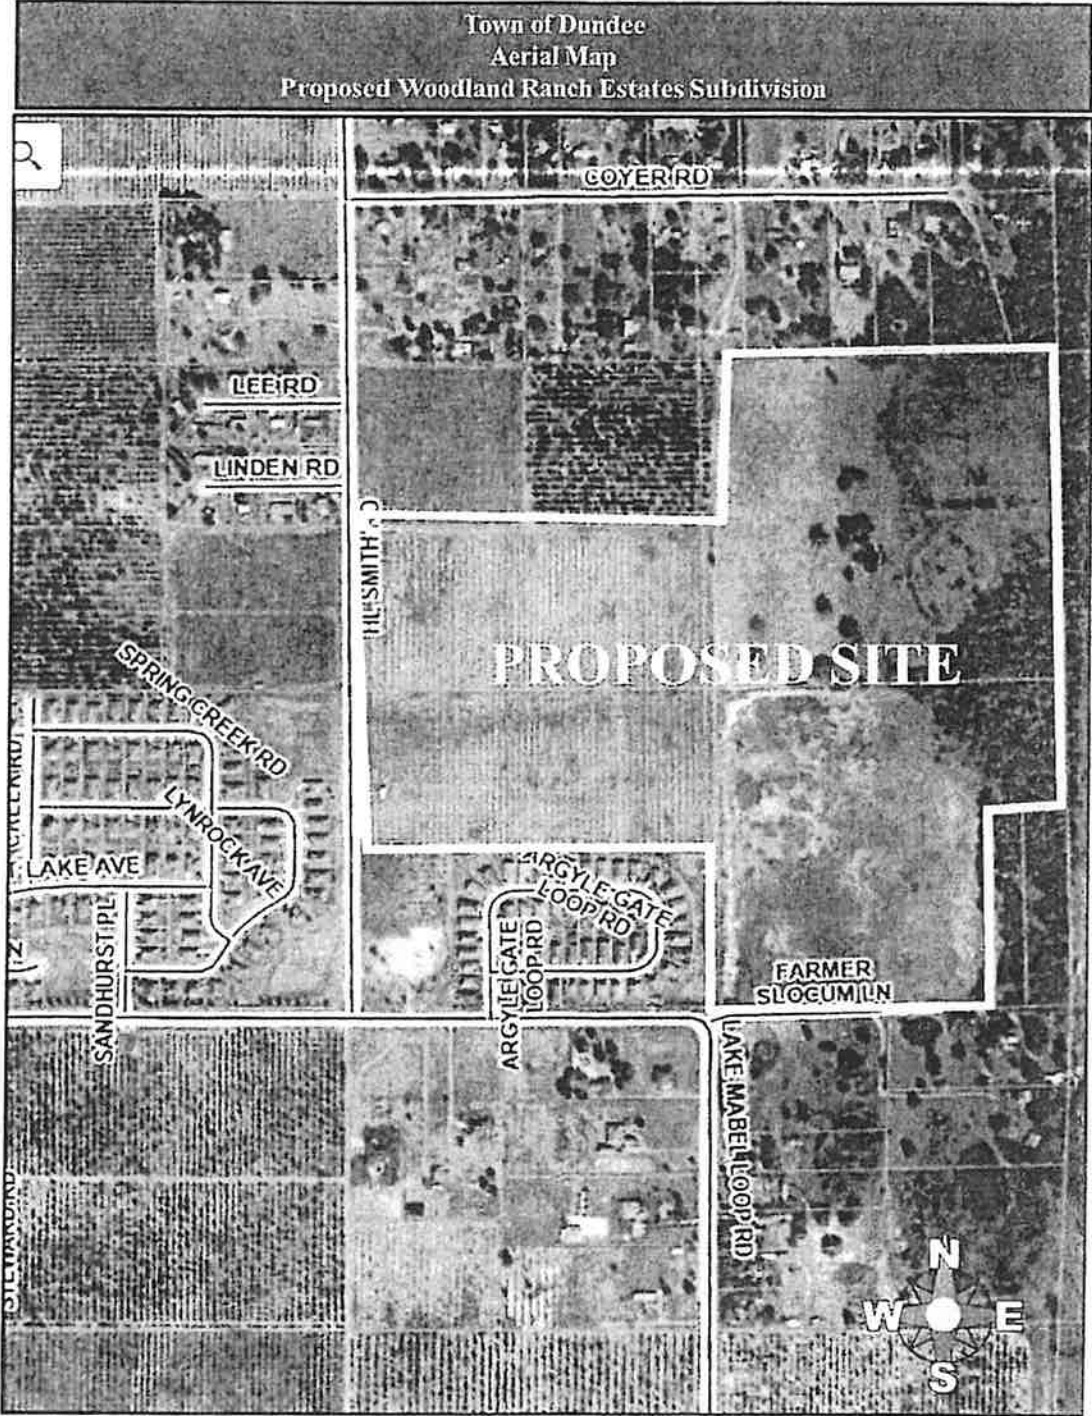 Town of Dundee
Aerial Map
Proposed Woodland Ranch Estates Subdivision
COYER RD
LEE RD
LINDEN RD
HL SMITH
PROPOSED SITE
SPRING CREEK RD
LYNROCK AVE
LAKE AVE
SANDHURST PL
ARGYLE GATE
LOOP RD
ARGYLE GATE
LOOP RD
FARMER
SLOCUM LN
LAKE MABEL LOOP RD
N
W E
S